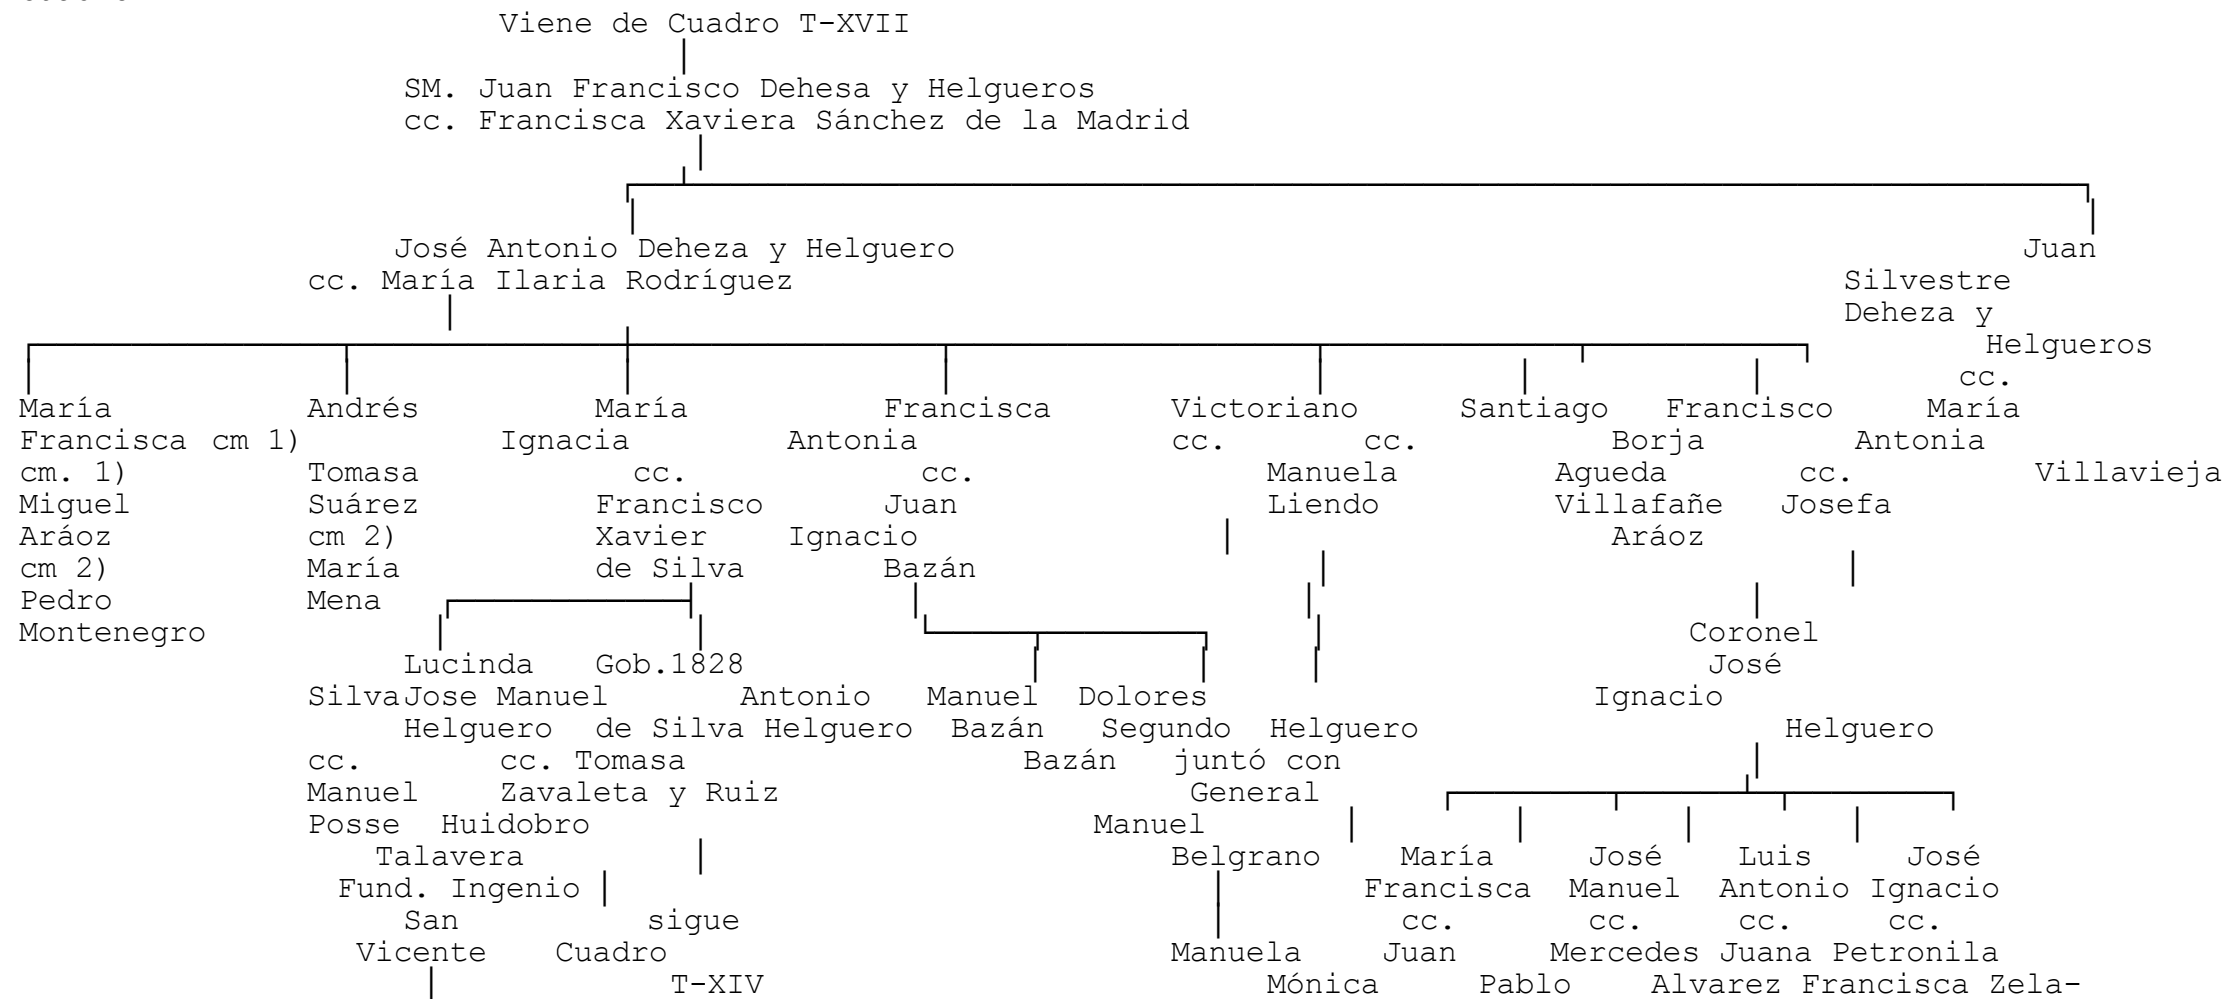 Viene de Cuadro T-XVII
SM. Juan Francisco Dehesa y Helgueros
cc. Francisca Xaviera Sánchez de la Madrid
José Antonio Deheza y Helguero Juan
cc. María Ilaria Rodríguez Silvestre
Deheza y
Helgueros
cc.
María Andrés María Francisca Victoriano Santiago Francisco María
Francisca cm 1) Ignacia Antonia cc. cc. Borja Antonia
cm. 1) Tomasa cc. cc. Manuela Agueda cc. Villavieja
Miguel Suárez Francisco Juan Liendo Villafañe Josefa
Aráoz cm 2) Xavier Ignacio Aráoz
cm 2) María de Silva Bazán
Pedro Mena
Montenegro Coronel
Lucinda Gob.1828 José
SilvaJose Manuel Antonio Manuel Dolores Ignacio
Helguero de Silva Helguero Bazán Segundo Helguero Helguero
cc. cc. Tomasa Bazán juntó con
Manuel Zavaleta y Ruiz General
Posse Huidobro Manuel
Talavera Belgrano María José Luis José
Fund. Ingenio Francisca Manuel Antonio Ignacio
San sigue cc. cc. cc. cc.
Vicente Cuadro Manuela Juan Mercedes Juana Petronila
T-XIV Mónica Pablo Alvarez Francisca Zela-